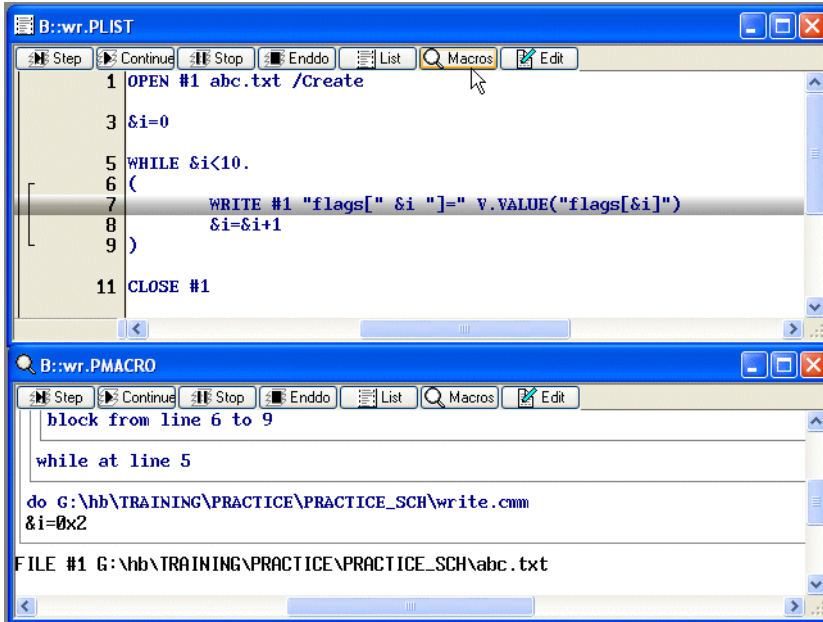 B::wr.PLIST
Step Continue Stop Enddo List Macros Edit
1 OPEN #1 abc.txt /Create
3 &i=0
5 WHILE &i<10.
6 (
7 WRITE #1 "flags[" &i "]=" V.VALUE("flags[&i]")
8 &i=&i+1
9 )
11 CLOSE #1
B::wr.PMACRO
Step Continue Stop Enddo List Macros Edit
block from line 6 to 9
while at line 5
do G:\hb\TRAINING\PRACTICE\PRACTICE_SCH\write.cmm
&i=0x2
FILE #1 G:\hb\TRAINING\PRACTICE\PRACTICE_SCH\abc.txt